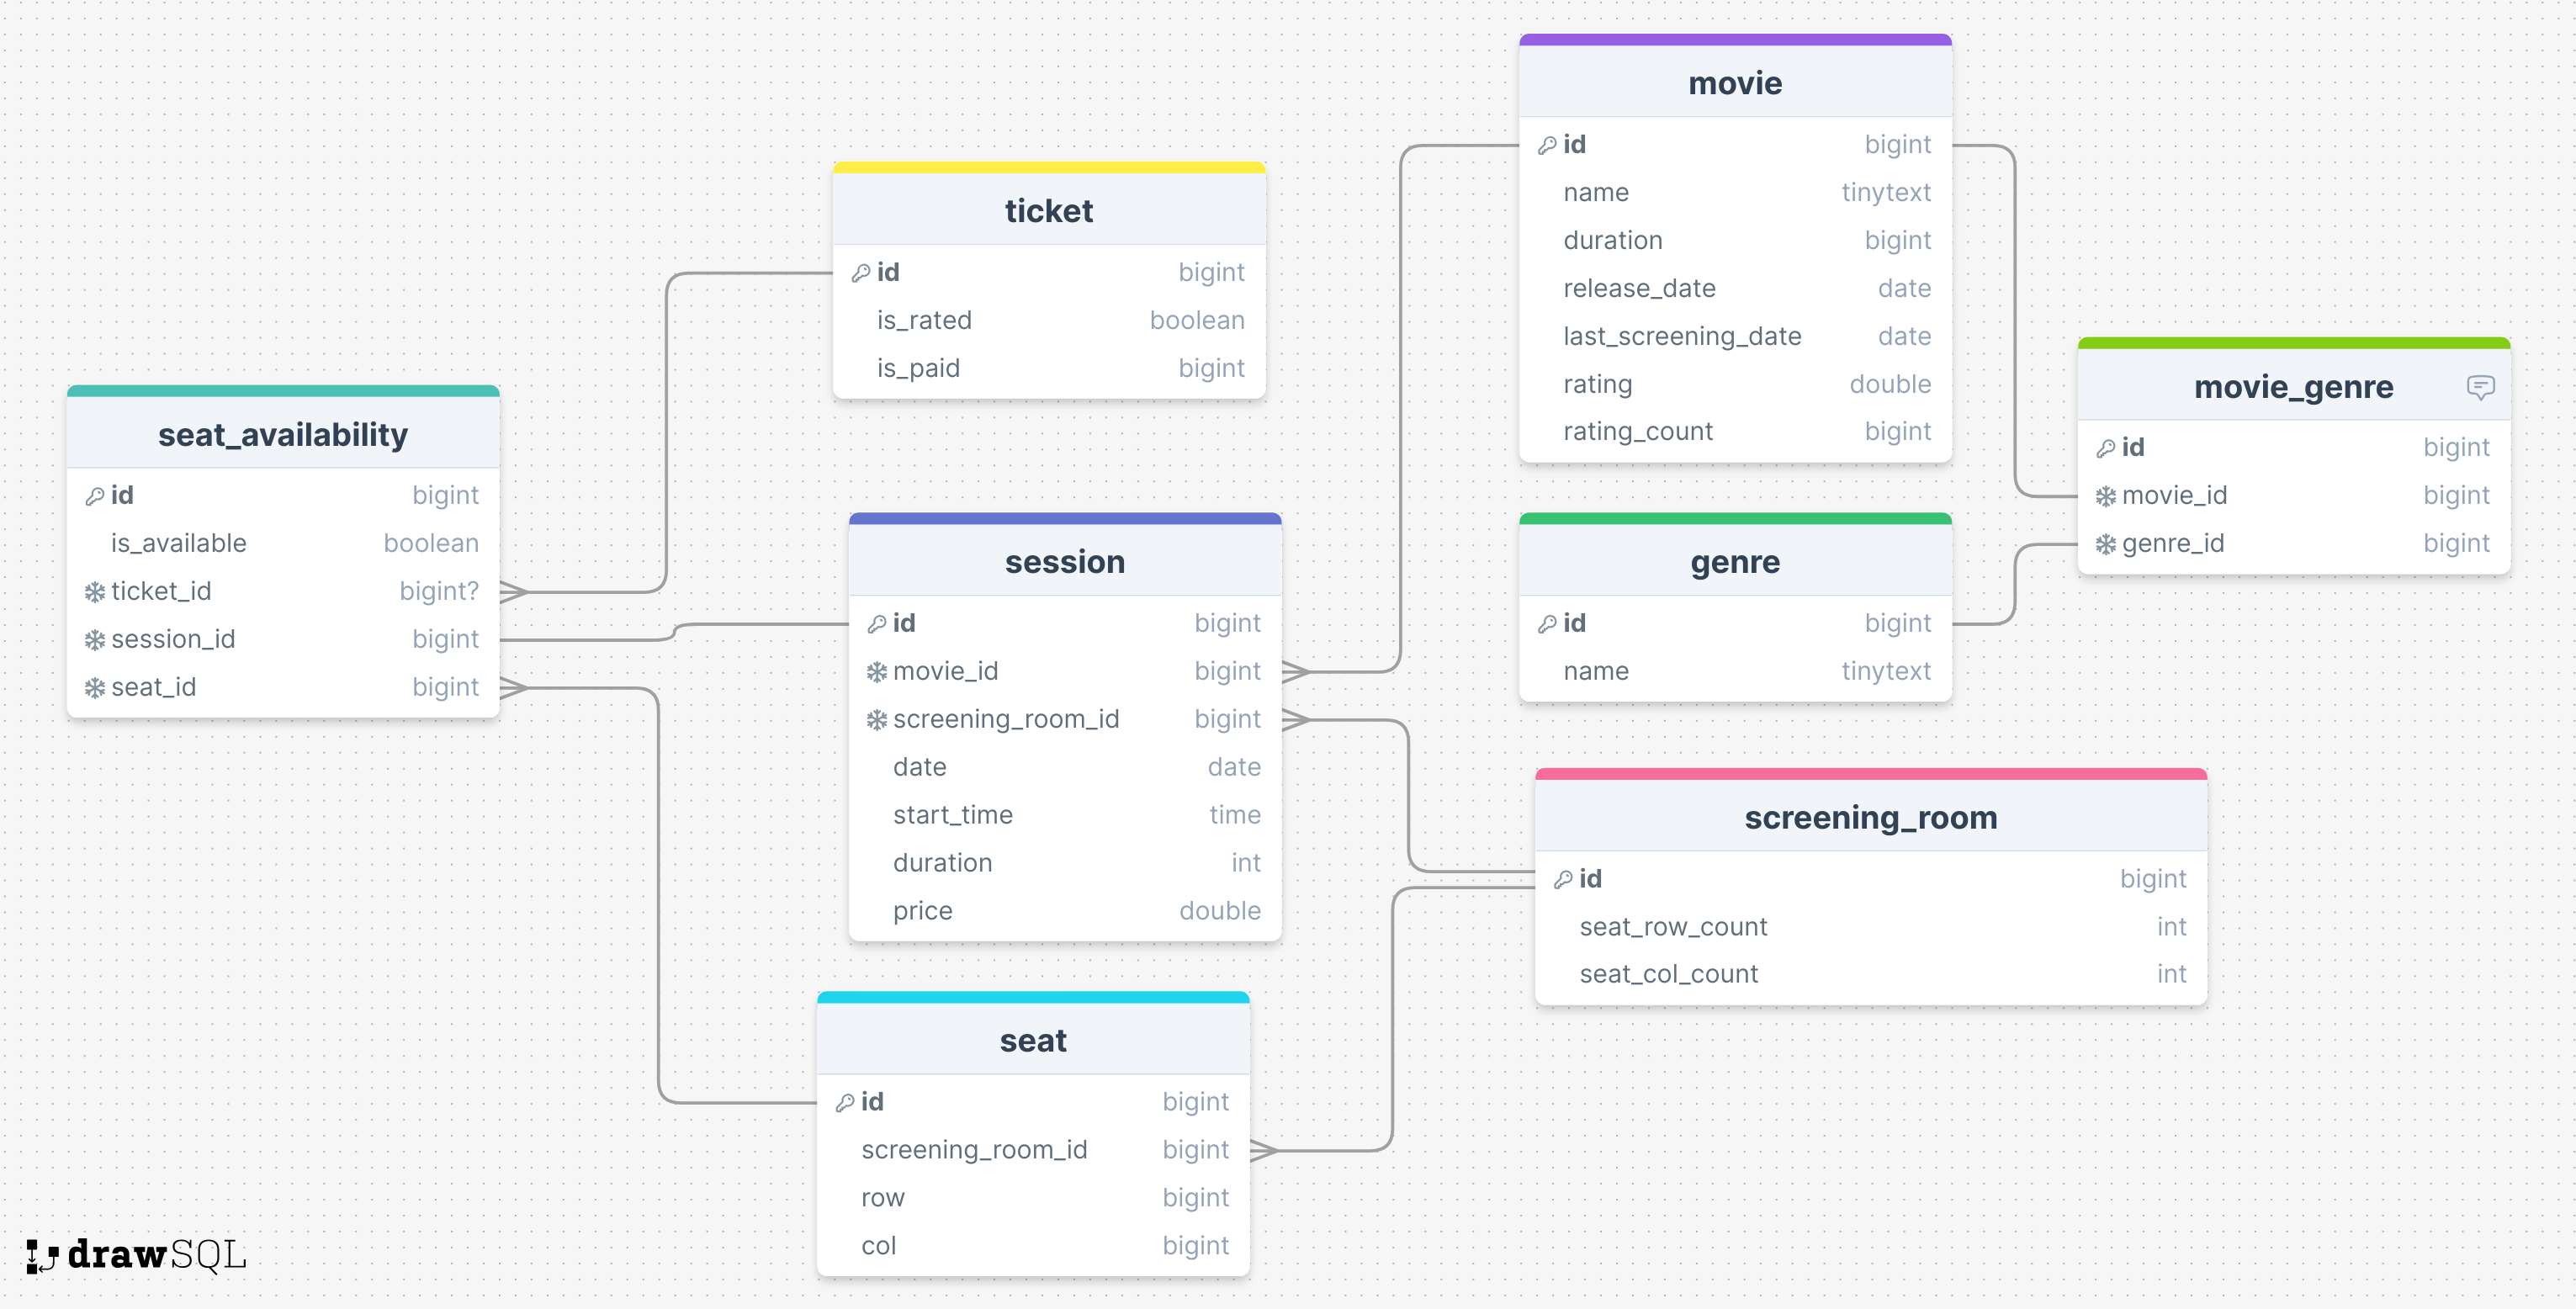 movie
id bigint
name tinytext
duration bigint
release_date date
last_screening_date date
rating double
rating_count bigint
ticket
id bigint
is_rated boolean
is_paid bigint
movie_genre
id bigint
movie_id bigint
genre_id bigint
seat_availability
id bigint
is_available boolean
ticket_id bigint?
session_id bigint
seat_id bigint
session
id bigint
movie_id bigint
screening_room_id bigint
date date
start_time time
duration int
price double
genre
id bigint
name tinytext
screening_room
id bigint
seat_row_count int
seat_col_count int
seat
id bigint
screening_room_id bigint
row bigint
col bigint
drawSQL